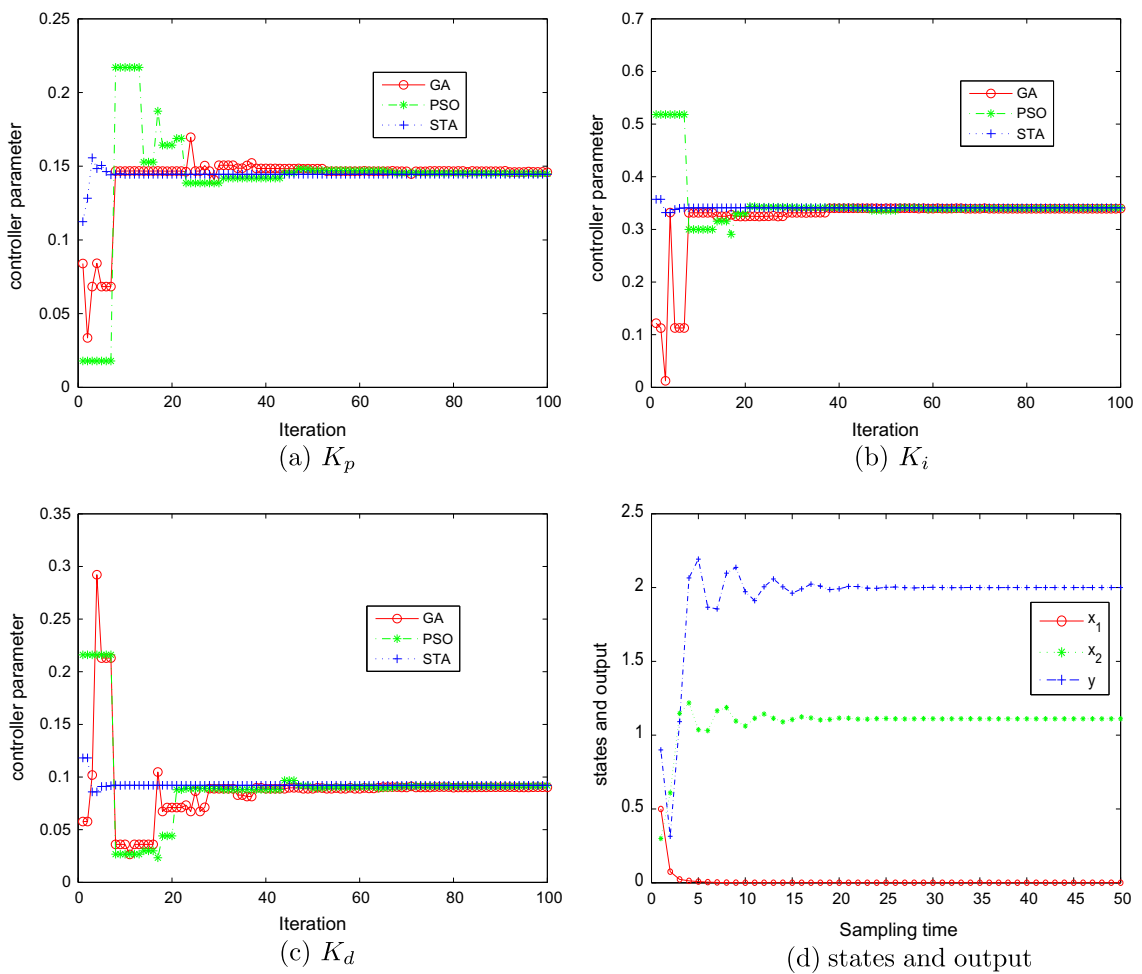 0.25
0.2
0.15
0.1
0.05
0
controller parameter
GA
PSO
STA
0 20 40 60 80 100
Iteration
(a) K_p
0.7
0.6
0.5
0.4
0.3
0.2
0.1
0
controller parameter
GA
PSO
STA
0 20 40 60 80 100
Iteration
(b) K_i
0.35
0.3
0.25
0.2
0.15
0.1
0.05
0
controller parameter
GA
PSO
STA
0 20 40 60 80 100
Iteration
(c) K_d
2.5
2
1.5
1
0.5
0
states and output
x_1
x_2
y
0 5 10 15 20 25 30 35 40 45 50
Sampling time
(d) states and output